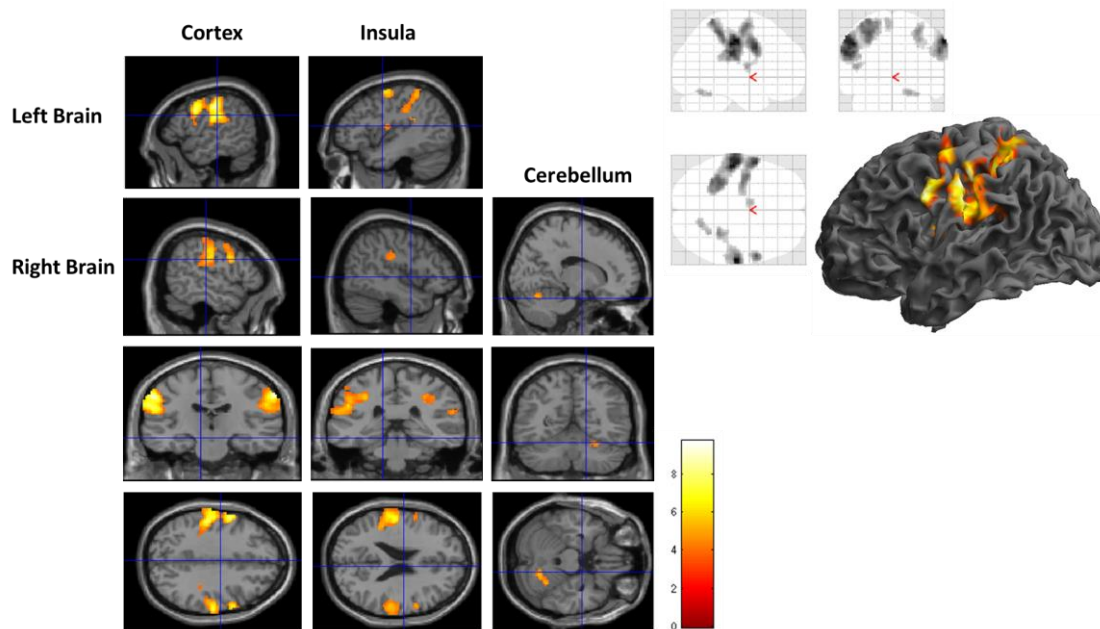 Cortex
Insula
Left Brain
Cerebellum
Right Brain
8
6
4
2
0